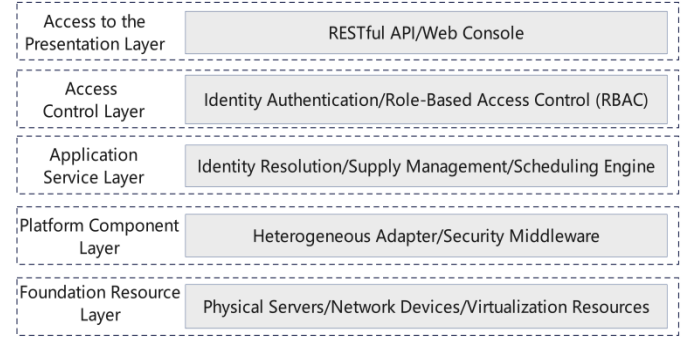 Access to the
Presentation Layer
RESTful API/Web Console
Access
Control Layer
Identity Authentication/Role-Based Access Control (RBAC)
Application
Service Layer
Identity Resolution/Supply Management/Scheduling Engine
Platform Component
Layer
Heterogeneous Adapter/Security Middleware
Foundation Resource
Layer
Physical Servers/Network Devices/Virtualization Resources